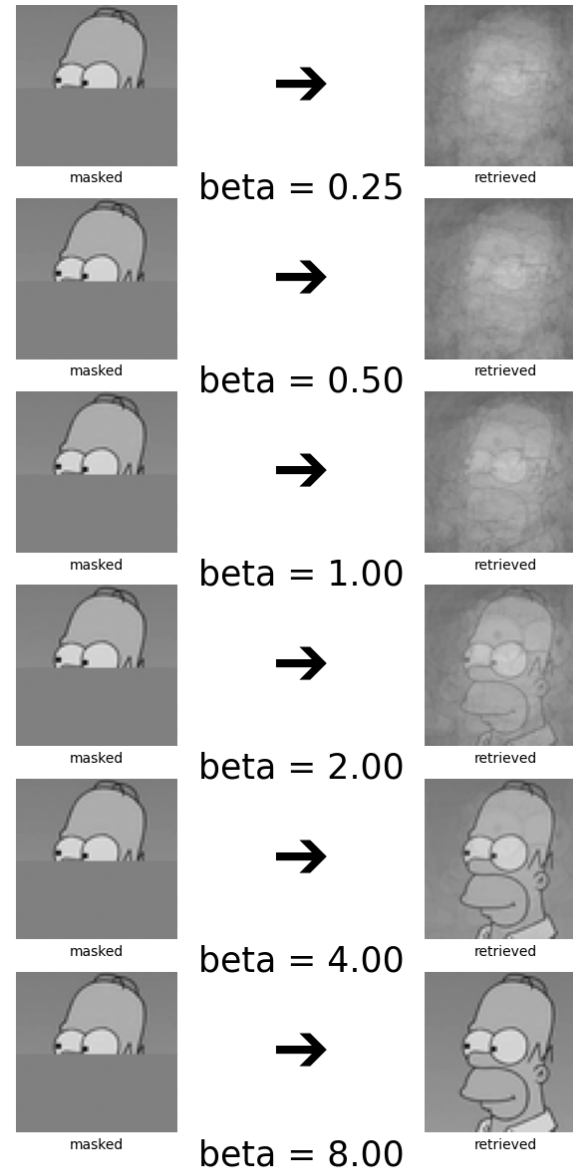 masked
retrieved
beta = 0.25
masked
retrieved
beta = 0.50
masked
retrieved
beta = 1.00
masked
retrieved
beta = 2.00
masked
retrieved
beta = 4.00
masked
retrieved
beta = 8.00